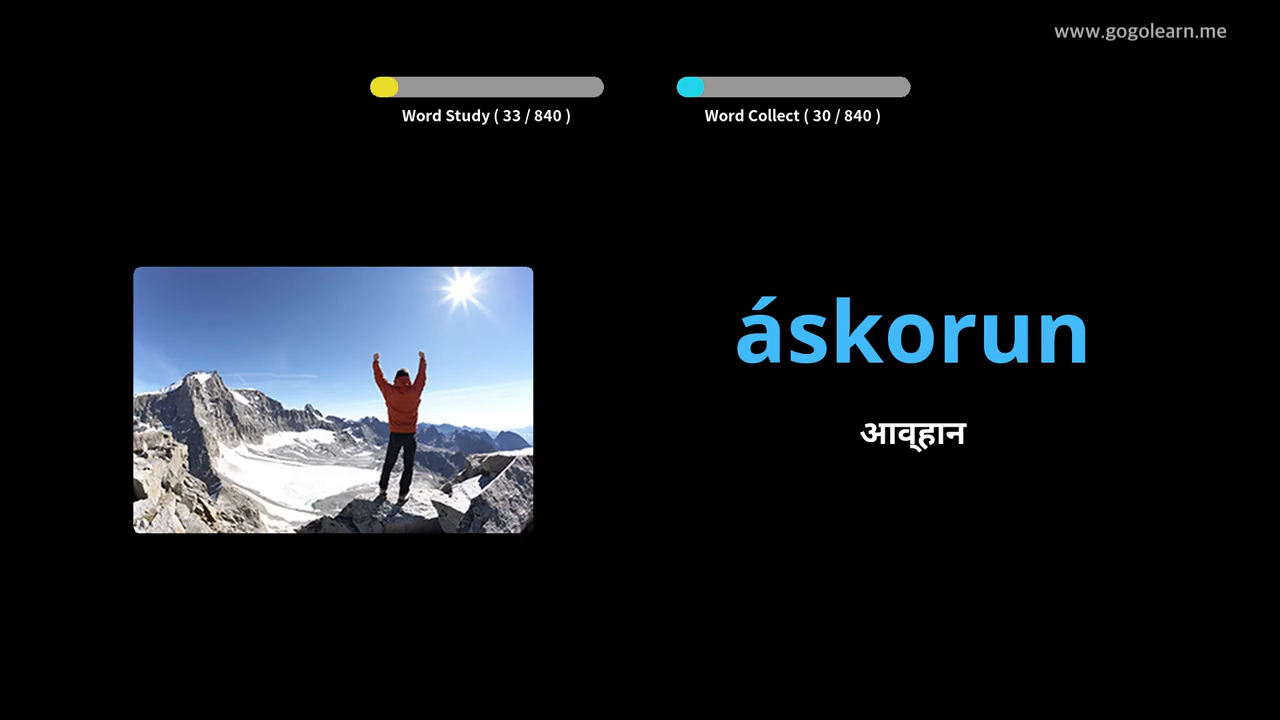 www.gogolearn.me
Word Study ( 33 / 840 )
Word Collect ( 30 / 840 )
áskorun
आव्हान